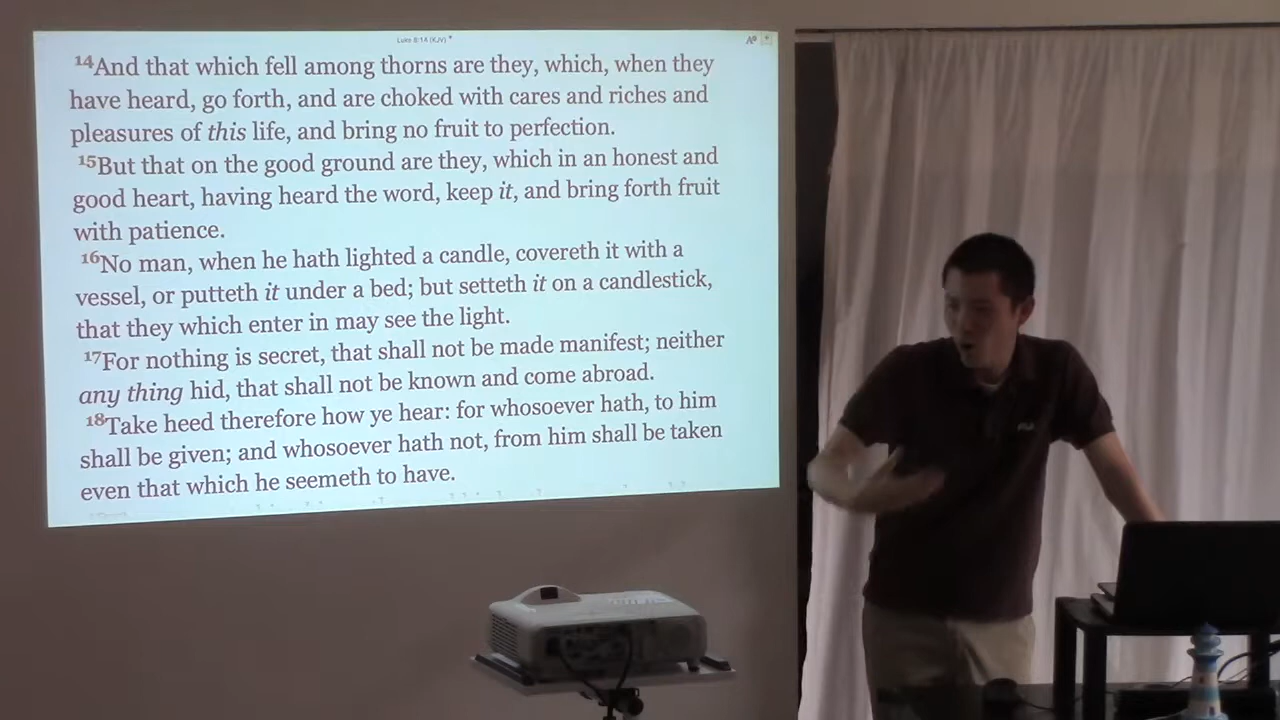 Luke 8:14 (KJV)
14And that which fell among thorns are they, which, when they
have heard, go forth, and are choked with cares and riches and
pleasures of this life, and bring no fruit to perfection.
15But that on the good ground are they, which in an honest and
good heart, having heard the word, keep it, and bring forth fruit
with patience.
16No man, when he hath lighted a candle, covereth it with a
vessel, or putteth it under a bed; but setteth it on a candlestick,
that they which enter in may see the light.
17For nothing is secret, that shall not be made manifest; neither
any thing hid, that shall not be known and come abroad.
18Take heed therefore how ye hear: for whosoever hath, to him
shall be given; and whosoever hath not, from him shall be taken
even that which he seemeth to have.